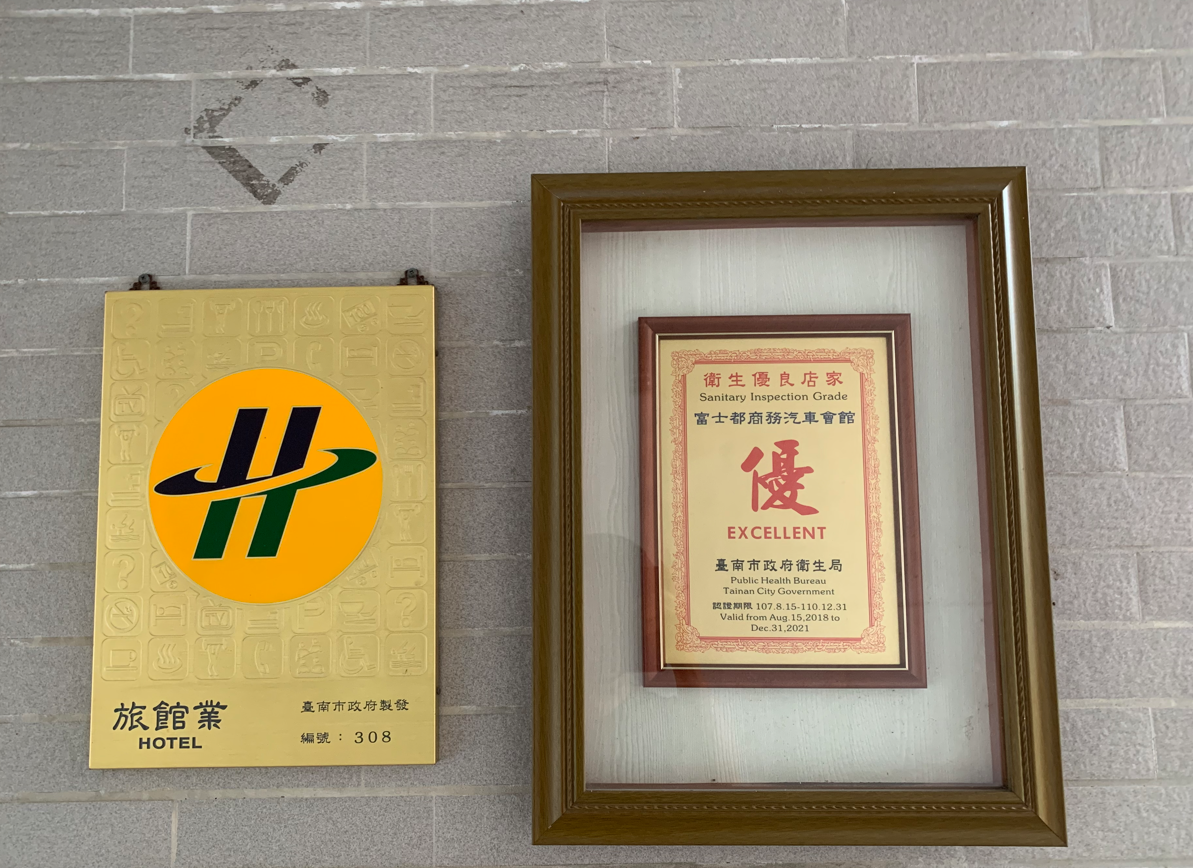 旅館業
HOTEL
臺南市政府製發
編號：308
衛生優良店家
Sanitary Inspection Grade
富士都商務汽車會館
優
EXCELLENT
臺南市政府衛生局
Public Health Bureau
Tainan City Government
認證期限 107.8.15-110.12.31
Valid from Aug.15,2018 to
Dec.31,2021